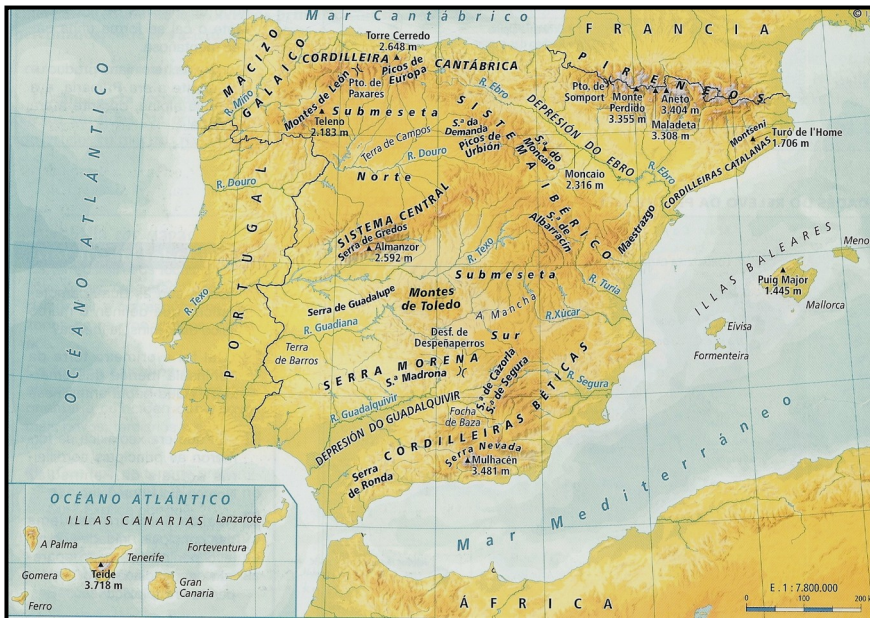 Mar Cantábrico
©
FRANCIA
OCÉANO ATLÁNTICO
MACIZO
GALAICO
R. Miño
Montes de León
CORDILLEIRA
CANTÁBRICA
Torre Cerredo
2.648 m
Picos de
Europa
Pto. de
Paxares
Teleno
2.183 m
Submeseta
Norte
Terra de Campos
R. Douro
R. Douro
R. Ebro
SISTEMA IBÉRICO
S.ª da
Demanda
Picos de
Urbión
S.ª do
Moncaio
Moncaio
2.316 m
DEPRESIÓN DO EBRO
R. Ebro
PIRENEOS
Pto. de
Somport
Monte
Perdido
3.355 m
Aneto
3.404 m
Maladeta
3.308 m
Montseni
Turó de l'Home
1.706 m
CORDILLEIRAS CATALANAS
PORTUGAL
SISTEMA CENTRAL
Serra de Gredos
Almanzor
2.592 m
S.ª de
Albarracín
Maestrazgo
R. Texo
R. Texo
Submeseta
Sur
R. Turia
Serra de Guadalupe
Montes
de Toledo
A Mancha
R. Xúcar
R. Guadiana
Terra
de Barros
Desf. de
Despeñaperros
SERRA MORENA
S.ª Madrona
S.ª de Cazorla
S.ª de Segura
R. Segura
R. Guadalquivir
DEPRESIÓN DO GUADALQUIVIR
Focha
de Baza
CORDILLEIRAS BÉTICAS
Serra Nevada
Mulhacén
3.481 m
Serra
de Ronda
ILLAS BALEARES
Meno
Puig Major
1.445 m
Mallorca
Eivisa
Formenteira
Mar Mediterráneo
ÁFRICA
OCÉANO ATLÁNTICO
ILLAS CANARIAS
Lanzarote
A Palma
Tenerife
Forteventura
Gomera
Teide
3.718 m
Gran
Canaria
Ferro
E. 1 : 7.800.000
0 100 200 k